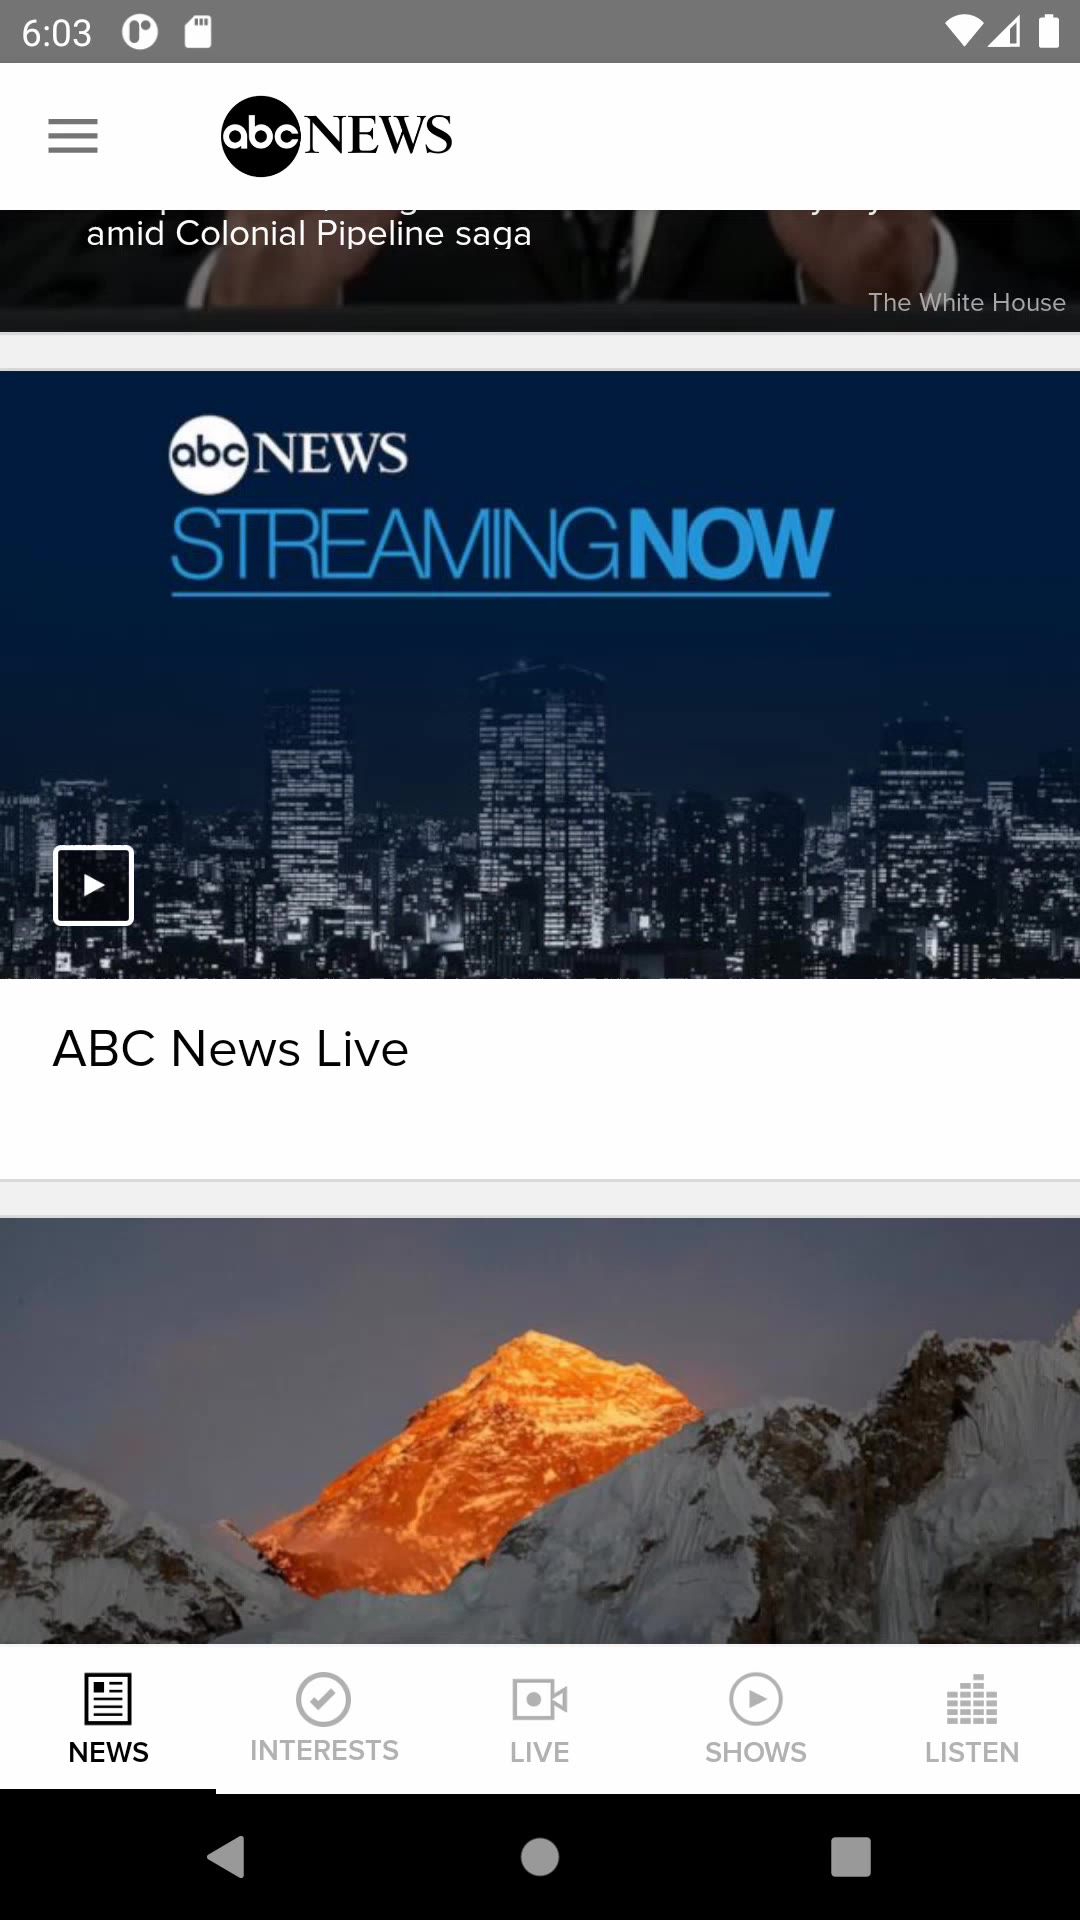 6:03
abc NEWS
amid Colonial Pipeline saga
The White House
abc NEWS
STREAMING NOW
ABC News Live
NEWS
INTERESTS
LIVE
SHOWS
LISTEN